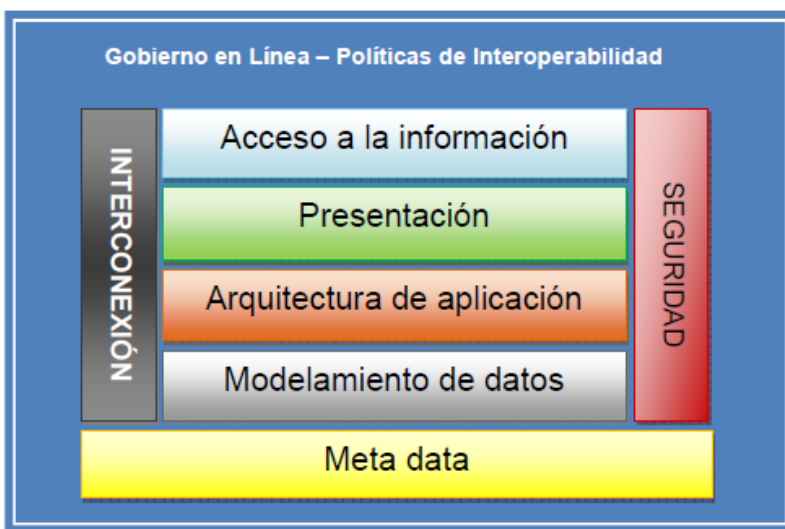 Gobierno en Línea – Políticas de Interoperabilidad
INTERCONEXIÓN
Acceso a la información
Presentación
Arquitectura de aplicación
Modelamiento de datos
SEGURIDAD
Meta data